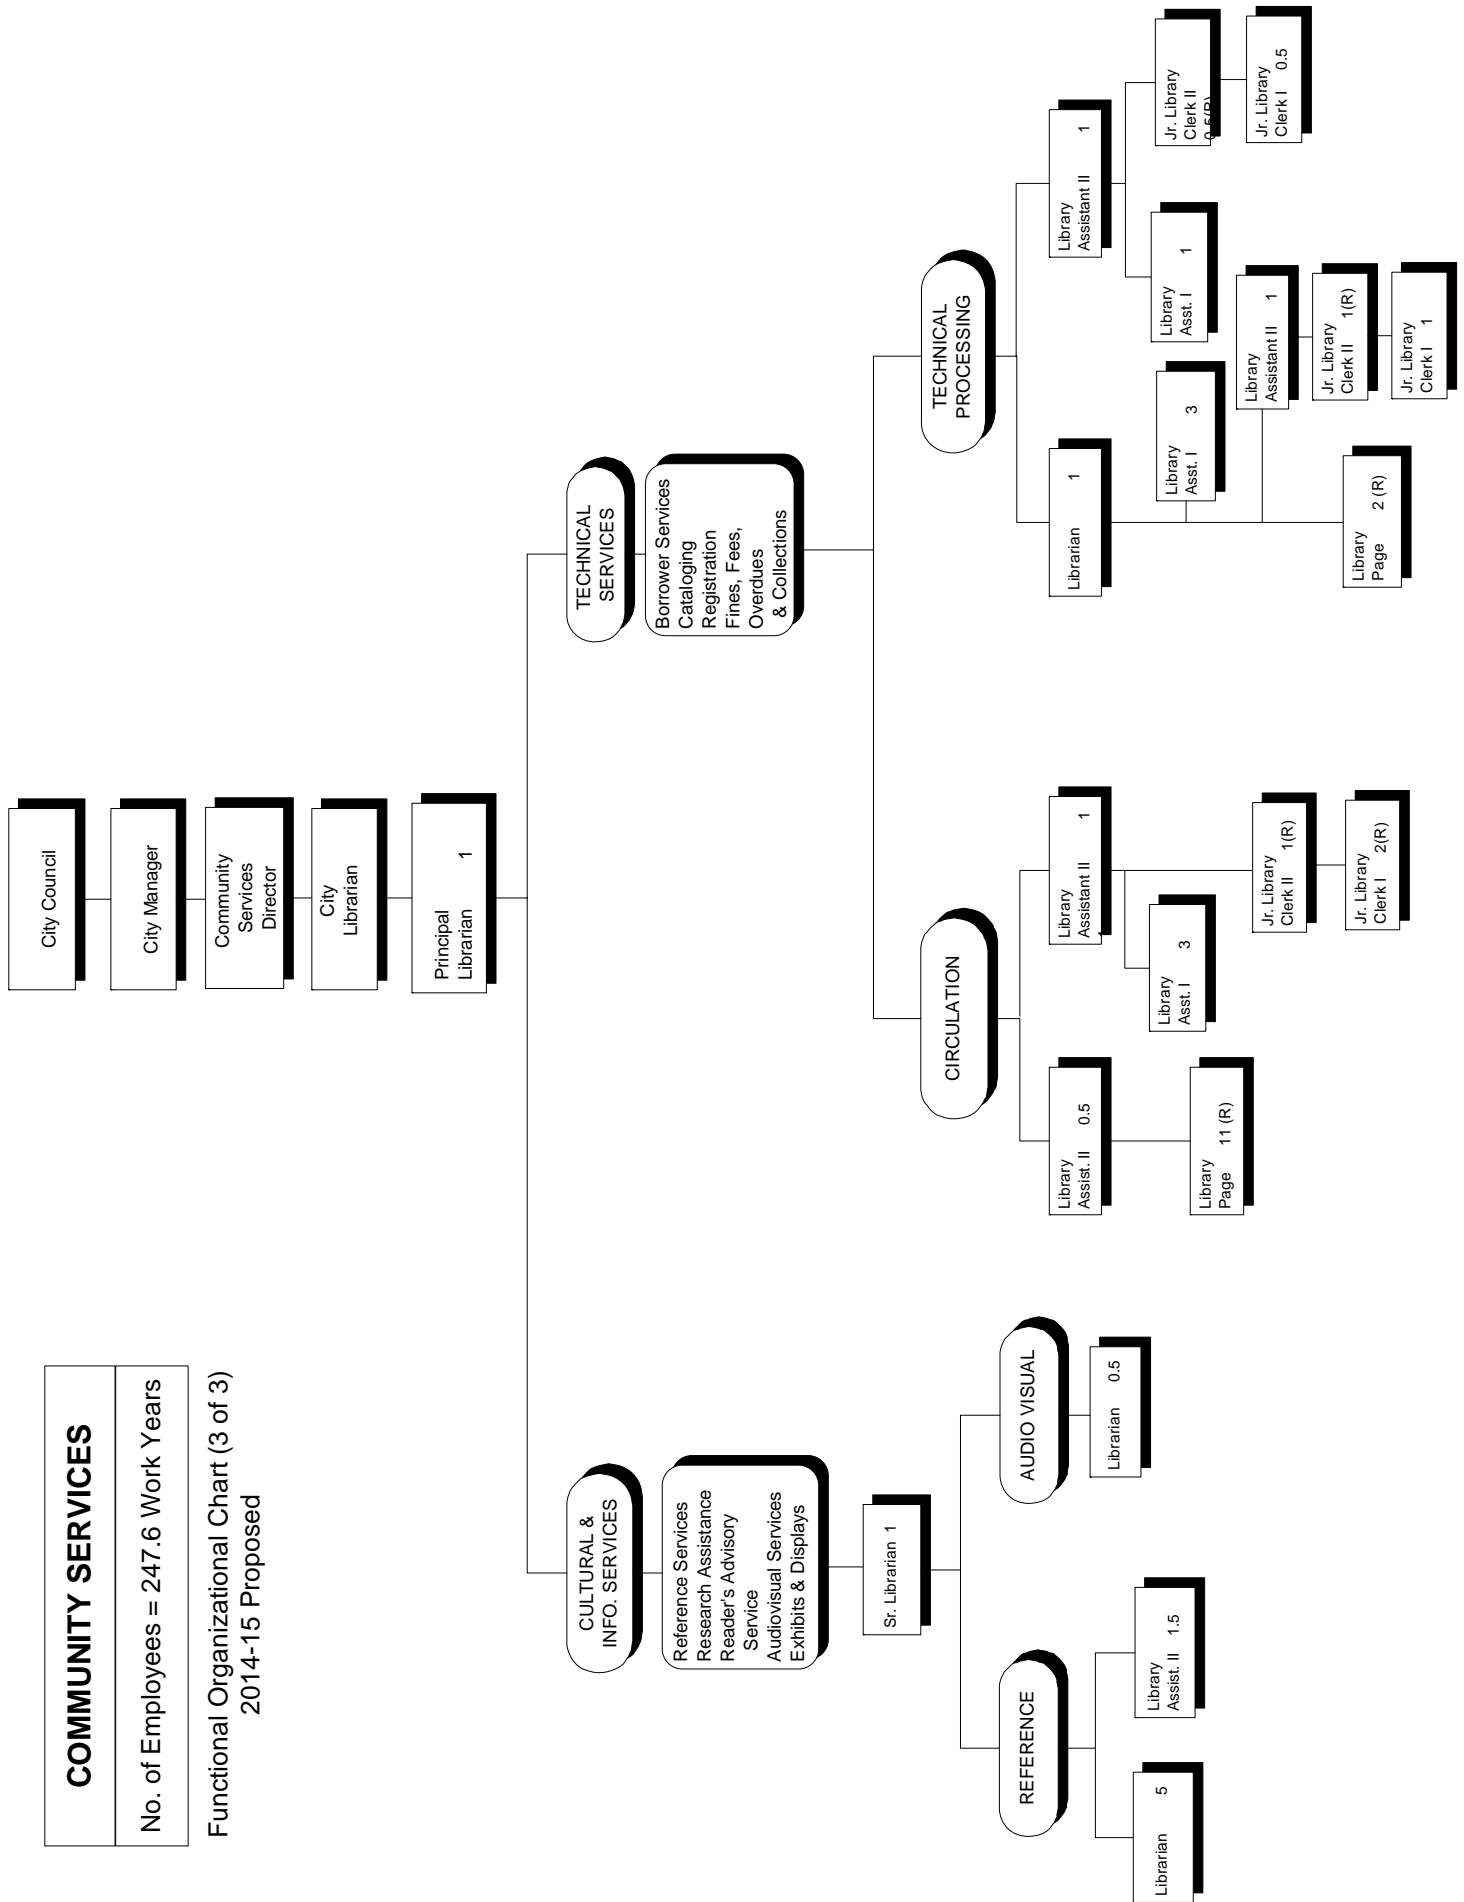 COMMUNITY SERVICES
No. of Employees = 247.6 Work Years
Functional Organizational Chart (3 of 3)
2014-15 Proposed
City Council
City Manager
Community
Services
Director
City
Librarian
Principal
Librarian 1
CULTURAL &
INFO. SERVICES
Reference Services
Research Assistance
Reader's Advisory
Service
Audiovisual Services
Exhibits & Displays
Sr. Librarian 1
REFERENCE
Librarian 5
Library
Assist. II 1.5
AUDIO VISUAL
Librarian 0.5
TECHNICAL
SERVICES
Borrower Services
Cataloging
Registration
Fines, Fees,
Overdues
& Collections
CIRCULATION
Library
Assist. II 0.5
Library
Page 11 (R)
Library
Assistant II 1
Library
Asst. I 3
Jr. Library
Clerk II 1(R)
Jr. Library
Clerk I 2(R)
TECHNICAL
PROCESSING
Librarian 1
Library
Asst. I 3
Library
Assistant II 1
Jr. Library
Clerk II 1(R)
Jr. Library
Clerk I 1
Library
Page 2 (R)
Library
Assistant II 1
Library
Asst. I 1
Jr. Library
Clerk II
0.5(R)
Jr. Library
Clerk I 0.5